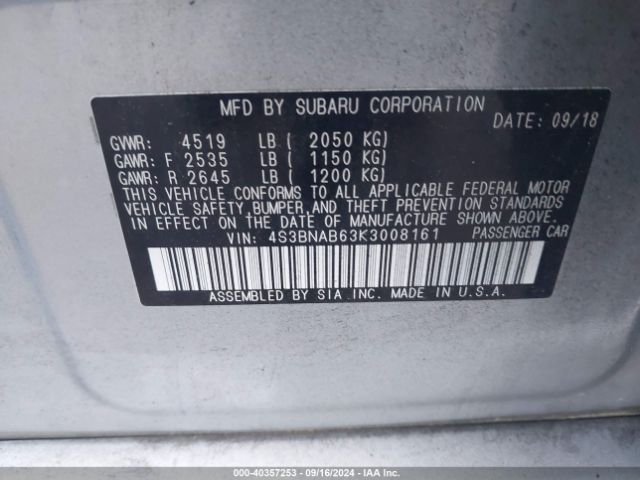 MFD BY SUBARU CORPORATION
DATE: 09/18
GVWR: 4519 LB ( 2050 KG)
GAWR: F 2535 LB ( 1150 KG)
GAWR: R 2645 LB ( 1200 KG)
THIS VEHICLE CONFORMS TO ALL APPLICABLE FEDERAL MOTOR
VEHICLE SAFETY, BUMPER, AND THEFT PREVENTION STANDARDS
IN EFFECT ON THE DATE OF MANUFACTURE SHOWN ABOVE.
VIN: 4S3BNAB63K3008161 PASSENGER CAR
ASSEMBLED BY SIA INC. MADE IN U.S.A.
000-40357253 - 09/16/2024 - IAA Inc.